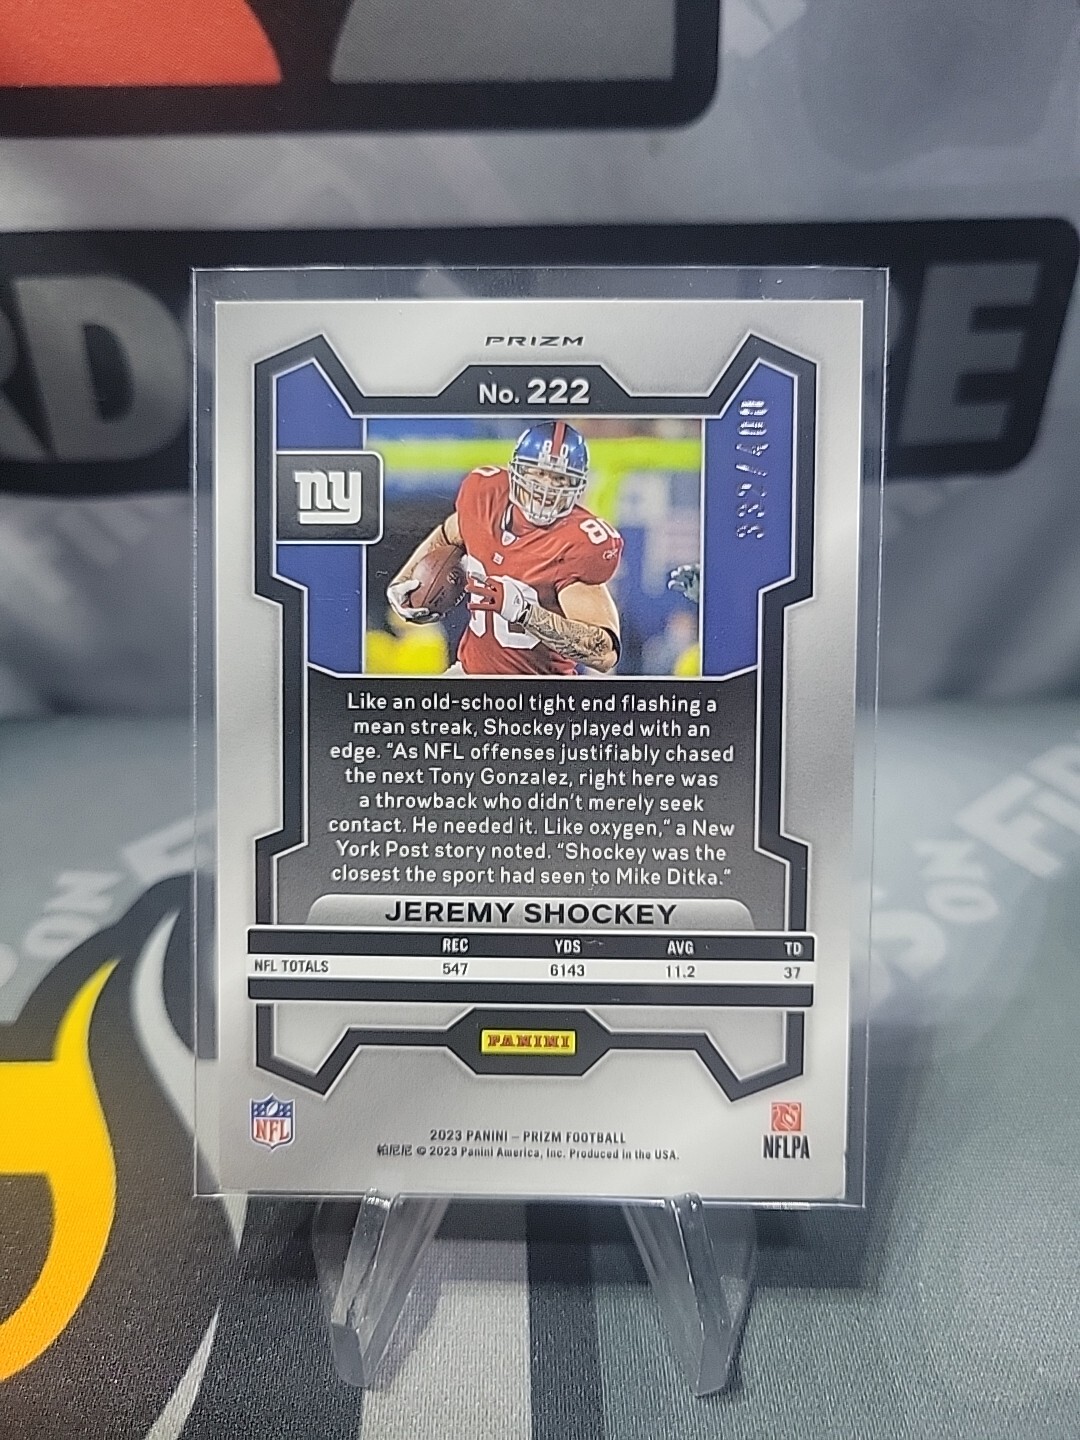 PRIZM
No. 222
ny
80
Like an old-school tight end flashing a
mean streak, Shockey played with an
edge. "As NFL offenses justifiably chased
the next Tony Gonzalez, right here was
a throwback who didn't merely seek
contact. He needed it. Like oxygen," a New
York Post story noted. "Shockey was the
closest the sport had seen to Mike Ditka."
JEREMY SHOCKEY
REC YDS AVG TD
NFL TOTALS 547 6143 11.2 37
PANINI
NFL
NFLPA
2023 PANINI – PRIZM FOOTBALL
帕尼尼 © 2023 Panini America, Inc. Produced in the USA.